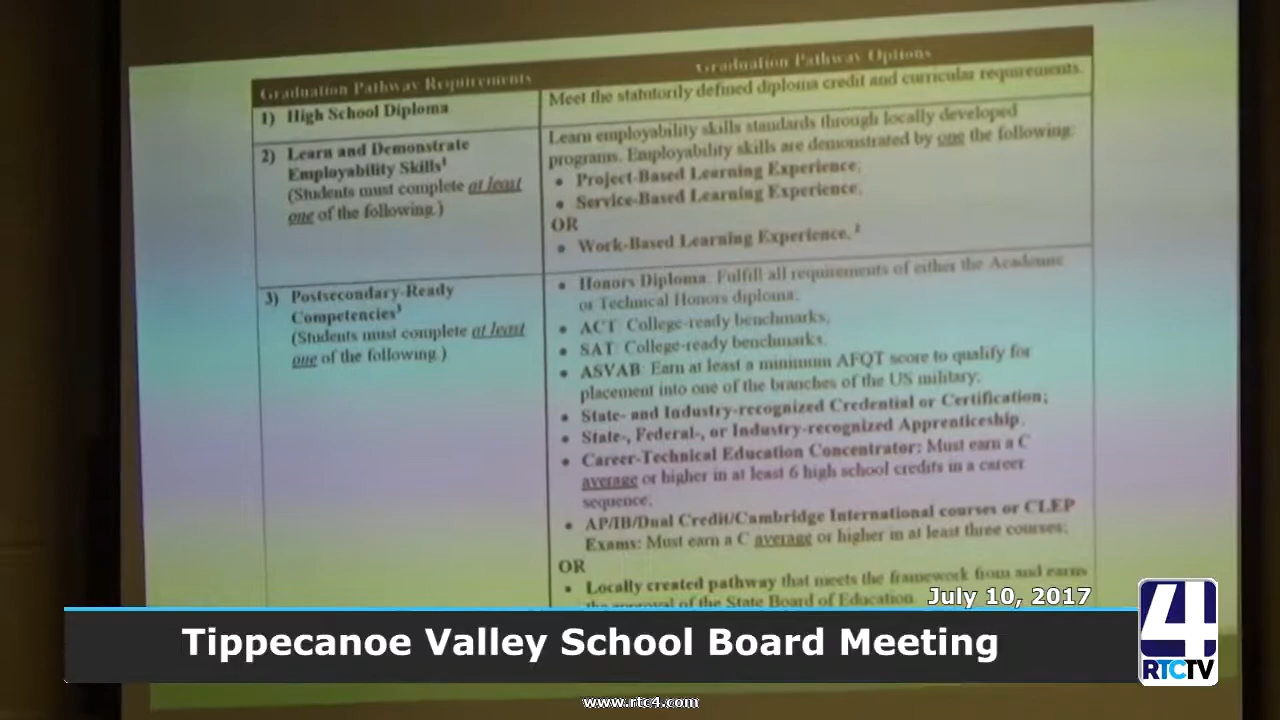 Graduation Pathway Requirements
Graduation Pathway Options
1) High School Diploma
Meet the statutorily defined diploma credit and curricular requirements.
2) Learn and Demonstrate
Employability Skills¹
(Students must complete at least
one of the following.)
Learn employability skills standards through locally developed
programs. Employability skills are demonstrated by one the following:
• Project-Based Learning Experience;
• Service-Based Learning Experience;
OR
• Work-Based Learning Experience.²
3) Postsecondary-Ready
Competencies³
(Students must complete at least
one of the following.)
• Honors Diploma: Fulfill all requirements of either the Academic
or Technical Honors diploma;
• ACT: College-ready benchmarks;
• SAT: College-ready benchmarks;
• ASVAB: Earn at least a minimum AFQT score to qualify for
placement into one of the branches of the US military;
• State- and Industry-recognized Credential or Certification;
• State-, Federal-, or Industry-recognized Apprenticeship;
• Career-Technical Education Concentrator: Must earn a C
average or higher in at least 6 high school credits in a career
sequence;
• AP/IB/Dual Credit/Cambridge International courses or CLEP
Exams: Must earn a C average or higher in at least three courses;
OR
• Locally created pathway that meets the framework from and earns
the approval of the State Board of Education.
July 10, 2017
Tippecanoe Valley School Board Meeting
4
RTCTV
www.rtc4.com